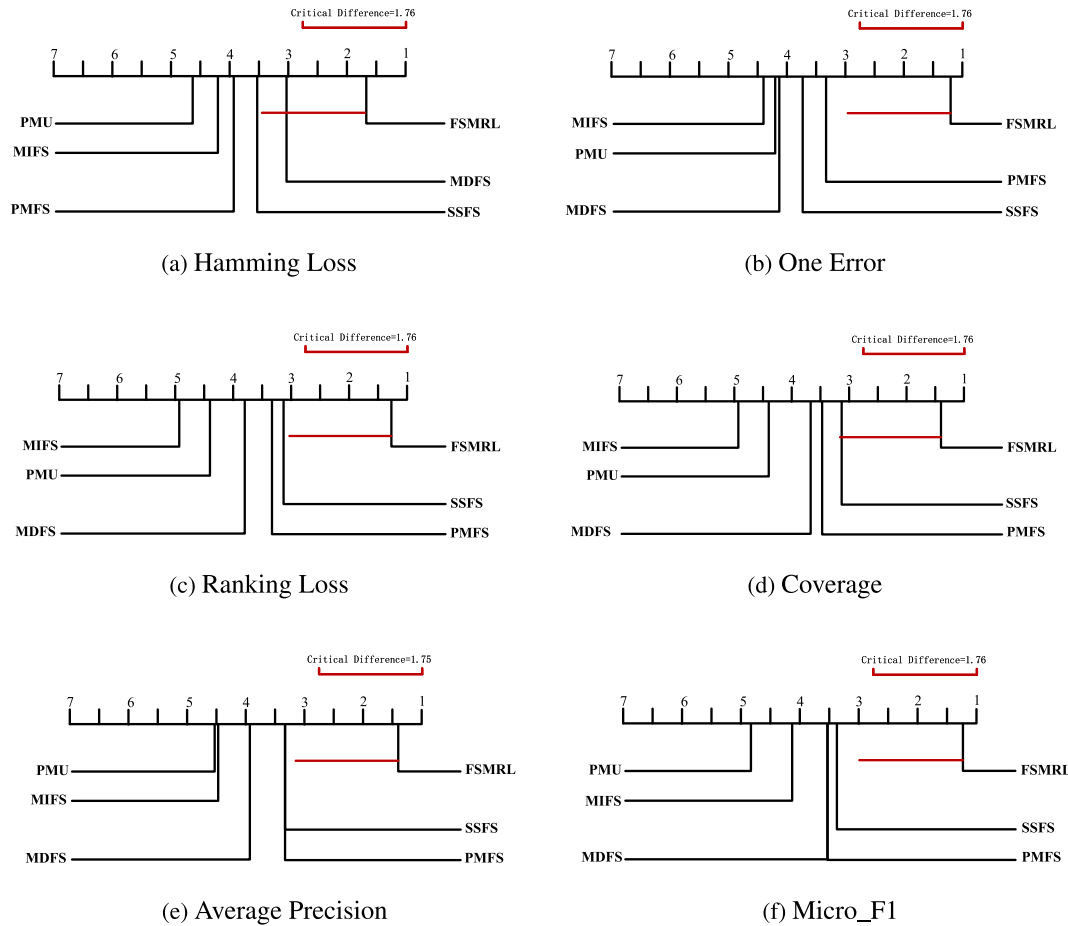 Critical Difference=1.76
7 6 5 4 3 2 1
PMU
FSMRL
MIFS
MDFS
PMFS
SSFS
(a) Hamming Loss
Critical Difference=1.76
7 6 5 4 3 2 1
MIFS
FSMRL
PMU
PMFS
MDFS
SSFS
(b) One Error
Critical Difference=1.76
7 6 5 4 3 2 1
MIFS
FSMRL
PMU
SSFS
MDFS
PMFS
(c) Ranking Loss
Critical Difference=1.76
7 6 5 4 3 2 1
MIFS
FSMRL
PMU
SSFS
MDFS
PMFS
(d) Coverage
Critical Difference=1.75
7 6 5 4 3 2 1
PMU
FSMRL
MIFS
SSFS
MDFS
PMFS
(e) Average Precision
Critical Difference=1.76
7 6 5 4 3 2 1
PMU
FSMRL
MIFS
SSFS
MDFS
PMFS
(f) Micro_F1